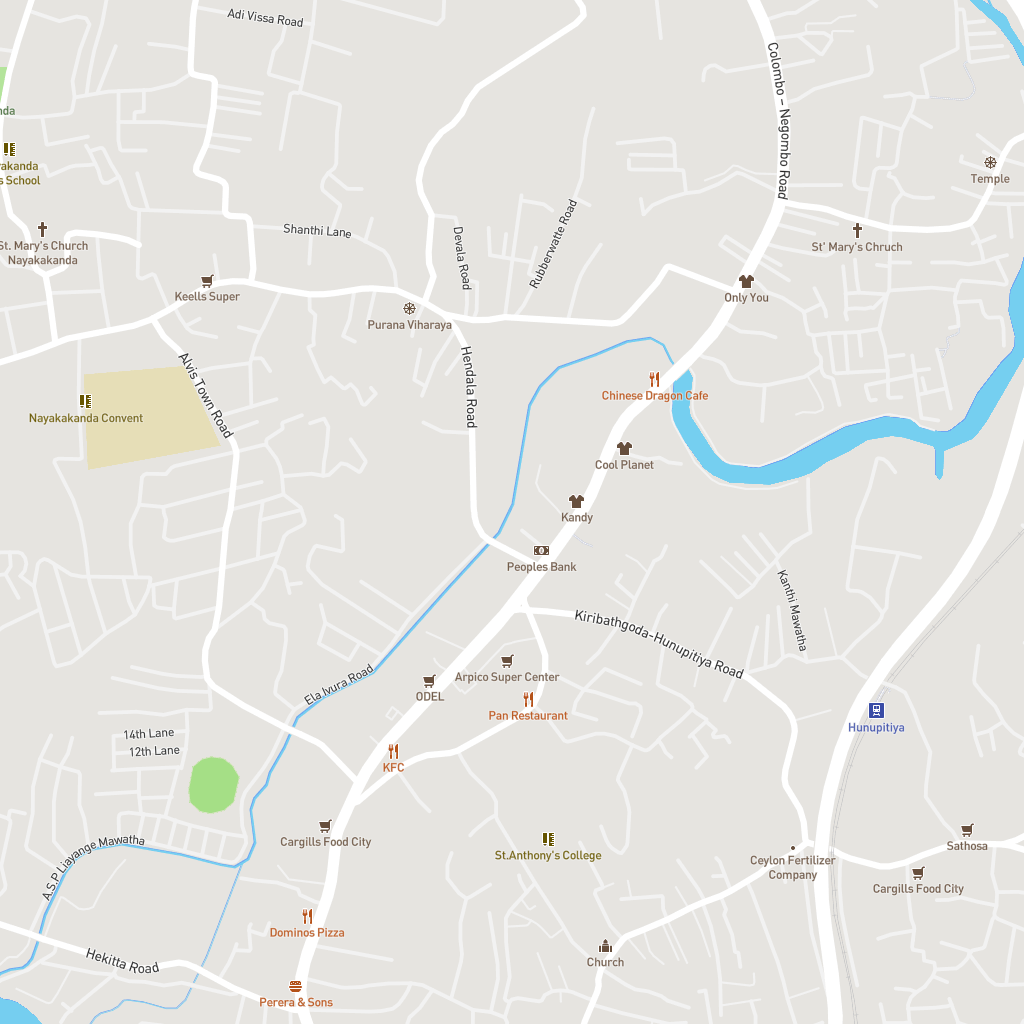 Adi Vissa Road
Colombo – Negombo Road
nda
yakanda
s School
Temple
St. Mary's Church
Nayakakanda
Shanthi Lane
Devala Road
Rubberwatte Road
St' Mary's Chruch
Keells Super
Only You
Purana Viharaya
Hendala Road
Alvis Town Road
Chinese Dragon Cafe
Nayakakanda Convent
Cool Planet
Kandy
Peoples Bank
Kanthi Mawatha
Kiribathgoda-Hunupitiya Road
Arpico Super Center
ODEL
Ela Ivura Road
Pan Restaurant
Hunupitiya
14th Lane
12th Lane
KFC
Cargills Food City
A.S.P Liayange Mawatha
St.Anthony's College
Ceylon Fertilizer
Company
Sathosa
Cargills Food City
Dominos Pizza
Hekitta Road
Church
Perera & Sons